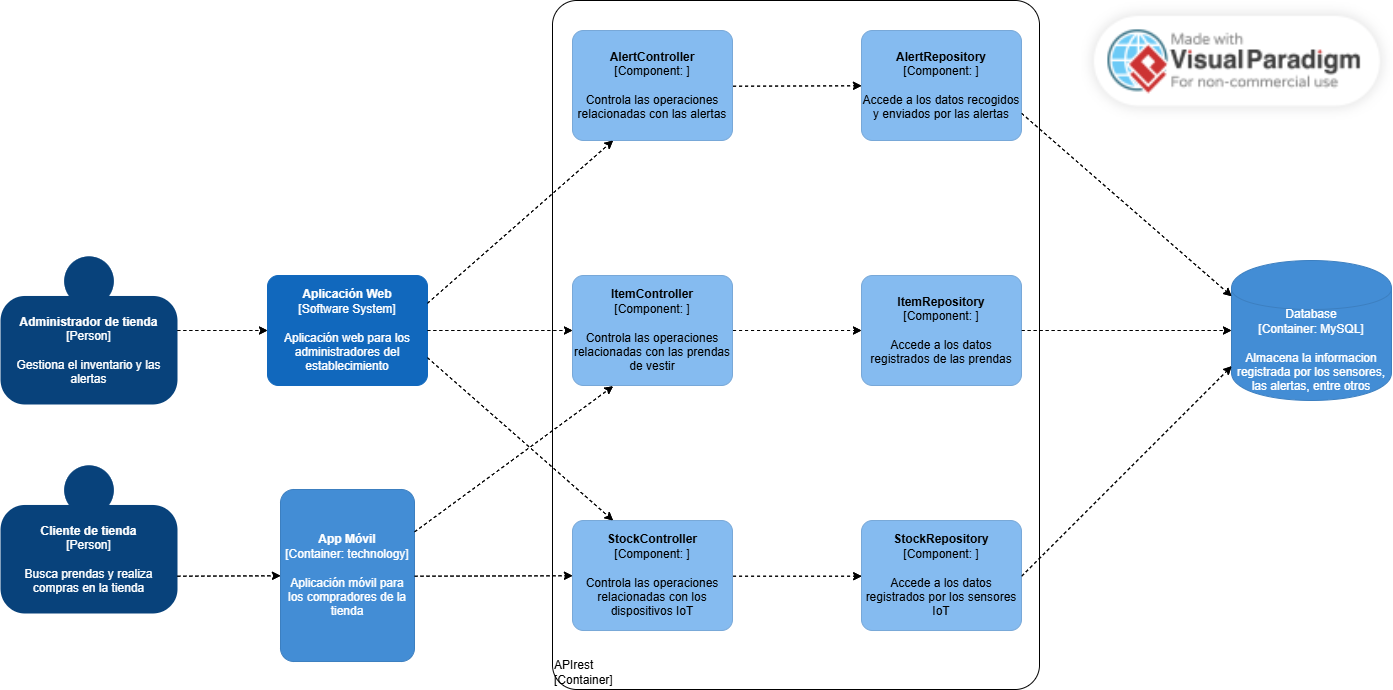 AlertController
[Component: ]
Controla las operaciones
relacionadas con las alertas
AlertRepository
[Component: ]
Accede a los datos recogidos
y enviados por las alertas
Made with
Visual Paradigm
For non-commercial use
Administrador de tienda
[Person]
Gestiona el inventario y las
alertas
Aplicación Web
[Software System]
Aplicación web para los
administradores del
establecimiento
ItemController
[Component: ]
Controla las operaciones
relacionadas con las prendas
de vestir
ItemRepository
[Component: ]
Accede a los datos
registrados de las prendas
Database
[Container: MySQL]
Almacena la informacion
registrada por los sensores,
las alertas, entre otros
Cliente de tienda
[Person]
Busca prendas y realiza
compras en la tienda
App Móvil
[Container: technology]
Aplicación móvil para
los compradores de la
tienda
StockController
[Component: ]
Controla las operaciones
relacionadas con los
dispositivos IoT
StockRepository
[Component: ]
Accede a los datos
registrados por los sensores
IoT
APIrest
[Container]